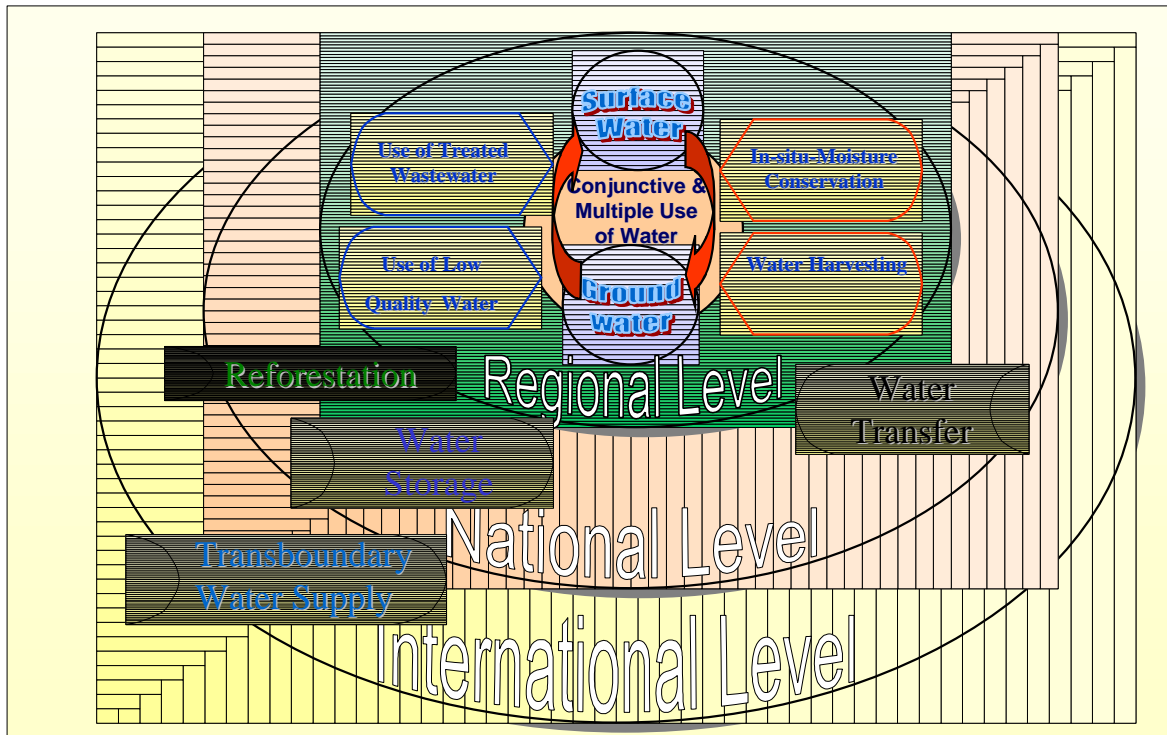 Surface
Water
Use of Treated
Wastewater
In-situ-Moisture
Conservation
Conjunctive &
Multiple Use
of Water
Use of Low
Quality Water
Water Harvesting
Ground
water
Regional Level
Reforestation
Water
Transfer
Water
Storage
National Level
Transboundary
Water Supply
International Level